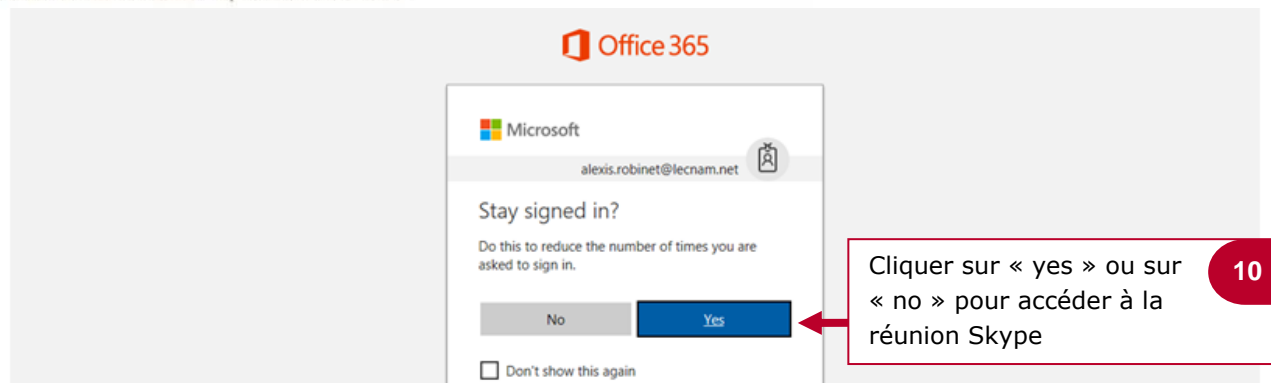 Office 365
Microsoft
alexis.robinet@lecnam.net
Stay signed in?
Do this to reduce the number of times you are
asked to sign in.
No
Yes
Don't show this again
Cliquer sur « yes » ou sur
« no » pour accéder à la
réunion Skype
10